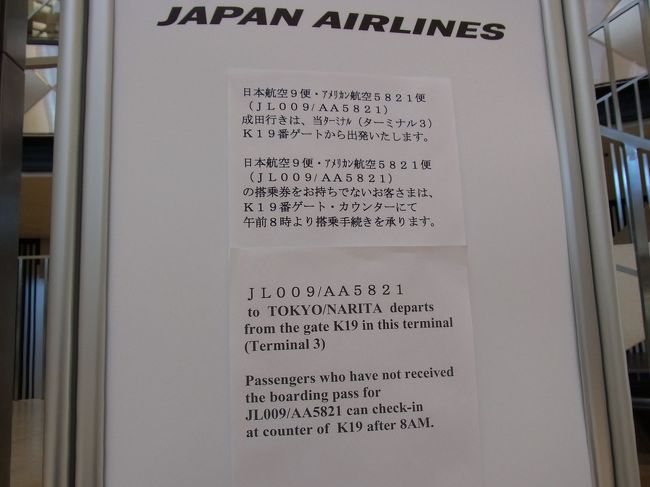 JAPAN AIRLINES
日本航空９便・ｱﾒﾘｶﾝ航空５８２１便
（ＪＬ００９/ＡＡ５８２１）
成田行きは、当ﾀｰﾐﾅﾙ（ターミナル３）
Ｋ１９番ゲートから出発いたします。
日本航空９便・ｱﾒﾘｶﾝ航空５８２１便
（ＪＬ００９/ＡＡ５８２１）
の搭乗券をお持ちでないお客さまは、
Ｋ１９番ゲート・カウンターにて
午前８時より搭乗手続きを承ります。
ＪＬ００９/ＡＡ５８２１
to TOKYO/NARITA departs
from the gate K19 in this terminal
(Terminal 3)
Passengers who have not received
the boarding pass for
JL009/AA5821 can check-in
at counter of K19 after 8AM.